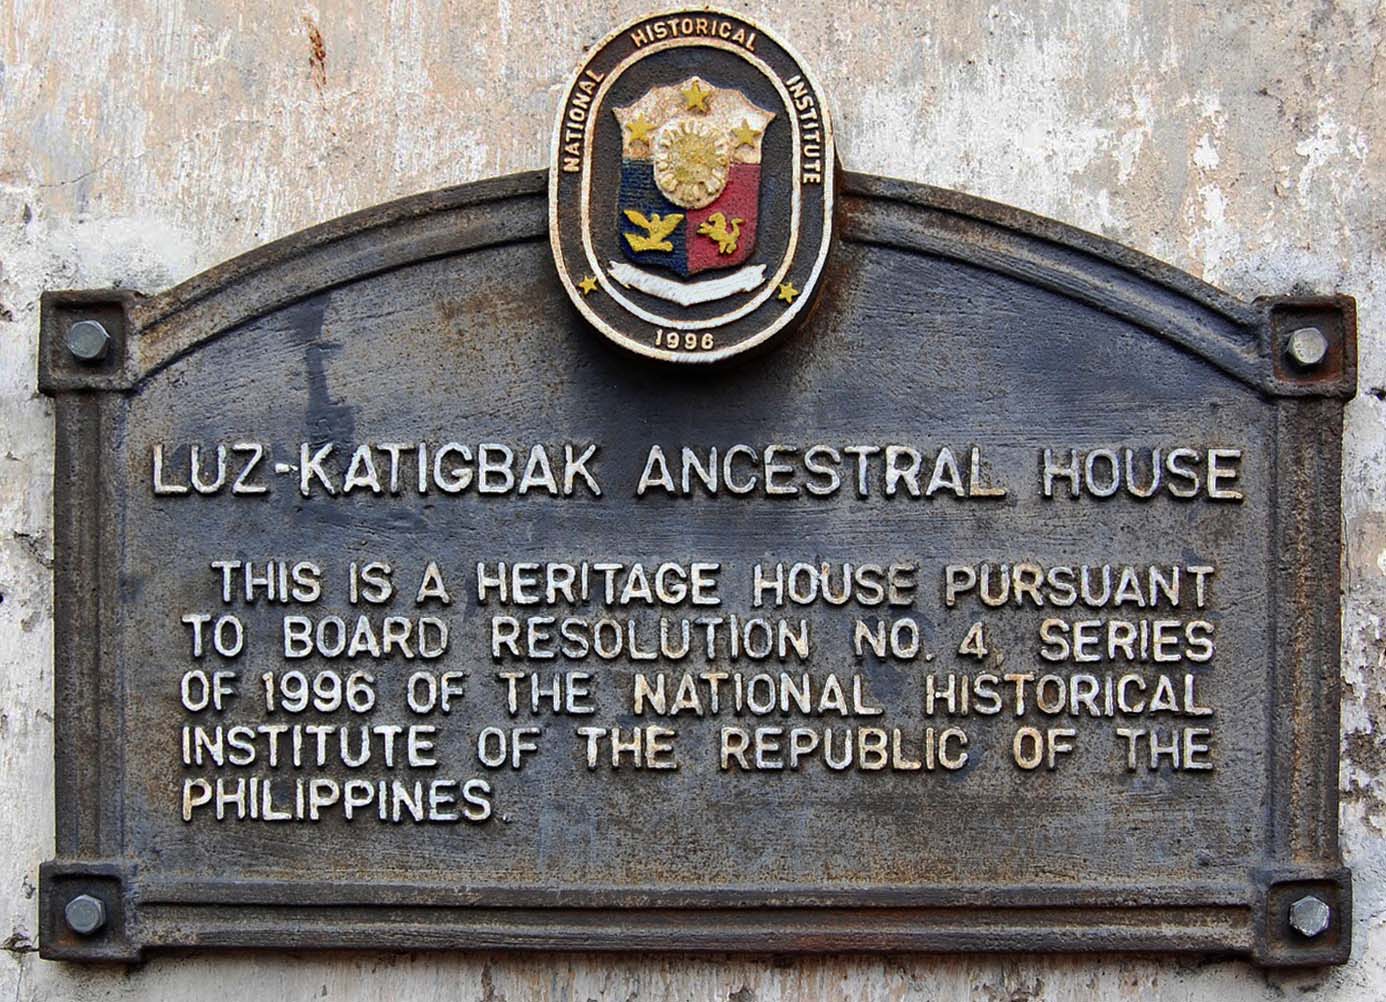 NATIONAL HISTORICAL INSTITUTE
1996
LUZ-KATIGBAK ANCESTRAL HOUSE
THIS IS A HERITAGE HOUSE PURSUANT
TO BOARD RESOLUTION NO. 4, SERIES
OF 1996 OF THE NATIONAL HISTORICAL
INSTITUTE OF THE REPUBLIC OF THE
PHILIPPINES.